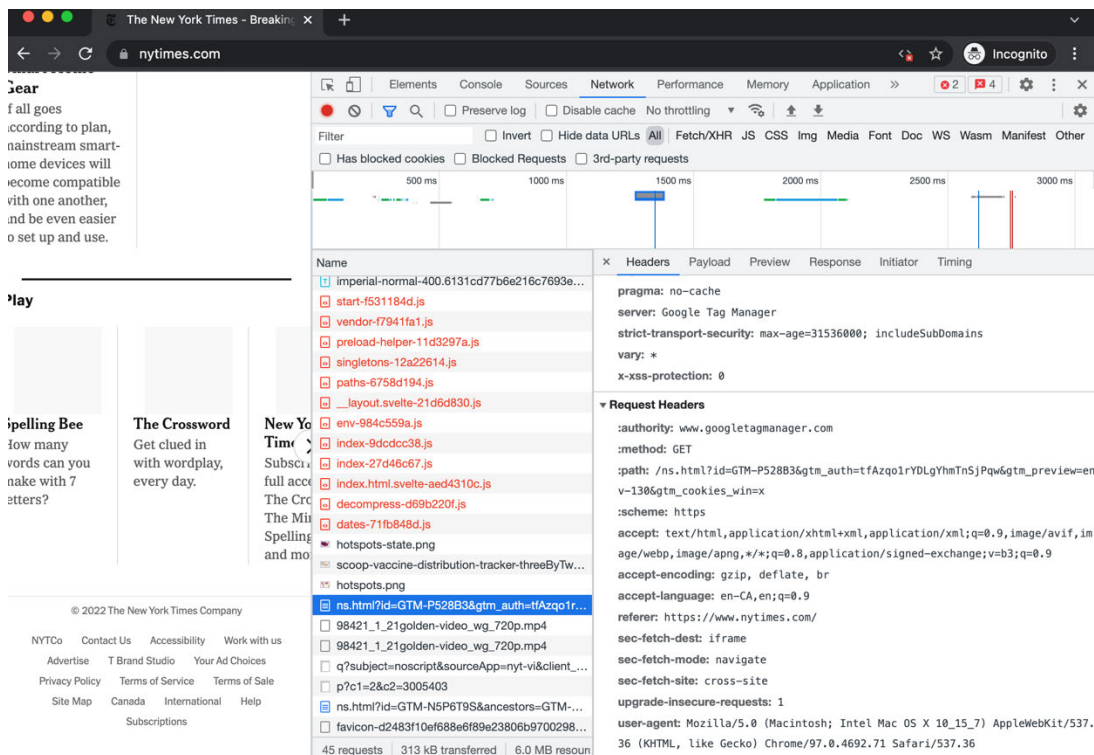 The New York Times - Breaking
nytimes.com
Incognito
Gear
f all goes
according to plan,
mainstream smart-
home devices will
become compatible
with one another,
and be even easier
o set up and use.
Play
Spelling Bee
How many
words can you
make with 7
etters?
The Crossword
Get clued in
with wordplay,
every day.
New Yo
Time
Subscri
full acce
The Cro
The Min
Spelling
and mo
© 2022 The New York Times Company
NYTCo Contact Us Accessibility Work with us
Advertise T Brand Studio Your Ad Choices
Privacy Policy Terms of Service Terms of Sale
Site Map Canada International Help
Subscriptions
Elements Console Sources Network Performance Memory Application » 2 4
Preserve log Disable cache No throttling
Filter Invert Hide data URLs All Fetch/XHR JS CSS Img Media Font Doc WS Wasm Manifest Other
Has blocked cookies Blocked Requests 3rd-party requests
500 ms 1000 ms 1500 ms 2000 ms 2500 ms 3000 ms
Name
imperial-normal-400.6131cd77b6e216c7693e...
start-f531184d.js
vendor-f7941fa1.js
preload-helper-11d3297a.js
singletons-12a22614.js
paths-6758d194.js
__layout.svelte-21d6d830.js
env-984c559a.js
index-9dcdcc38.js
index-27d46c67.js
index.html.svelte-aed4310c.js
decompress-d69b220f.js
dates-71fb848d.js
hotspots-state.png
scoop-vaccine-distribution-tracker-threeByTw...
hotspots.png
ns.html?id=GTM-P528B3&gtm_auth=tfAzqo1r...
98421_1_21golden-video_wg_720p.mp4
98421_1_21golden-video_wg_720p.mp4
q?subject=noscript&sourceApp=nyt-vi&client_...
p?c1=2&c2=3005403
ns.html?id=GTM-N5P6T9S&ancestors=GTM-...
favicon-d2483f10ef688e6f89e23806b9700298...
45 requests 313 kB transferred 6.0 MB resoun
Headers Payload Preview Response Initiator Timing
pragma: no-cache
server: Google Tag Manager
strict-transport-security: max-age=31536000; includeSubDomains
vary: *
x-xss-protection: 0
Request Headers
:authority: www.googletagmanager.com
:method: GET
:path: /ns.html?id=GTM-P528B3&gtm_auth=tfAzqo1rYDLgYhmTnSjPqw&gtm_preview=en
v-130&gtm_cookies_win=x
:scheme: https
accept: text/html,application/xhtml+xml,application/xml;q=0.9,image/avif,im
age/webp,image/apng,*/*;q=0.8,application/signed-exchange;v=b3;q=0.9
accept-encoding: gzip, deflate, br
accept-language: en-CA,en;q=0.9
referer: https://www.nytimes.com/
sec-fetch-dest: iframe
sec-fetch-mode: navigate
sec-fetch-site: cross-site
upgrade-insecure-requests: 1
user-agent: Mozilla/5.0 (Macintosh; Intel Mac OS X 10_15_7) AppleWebKit/537.
36 (KHTML, like Gecko) Chrome/97.0.4692.71 Safari/537.36